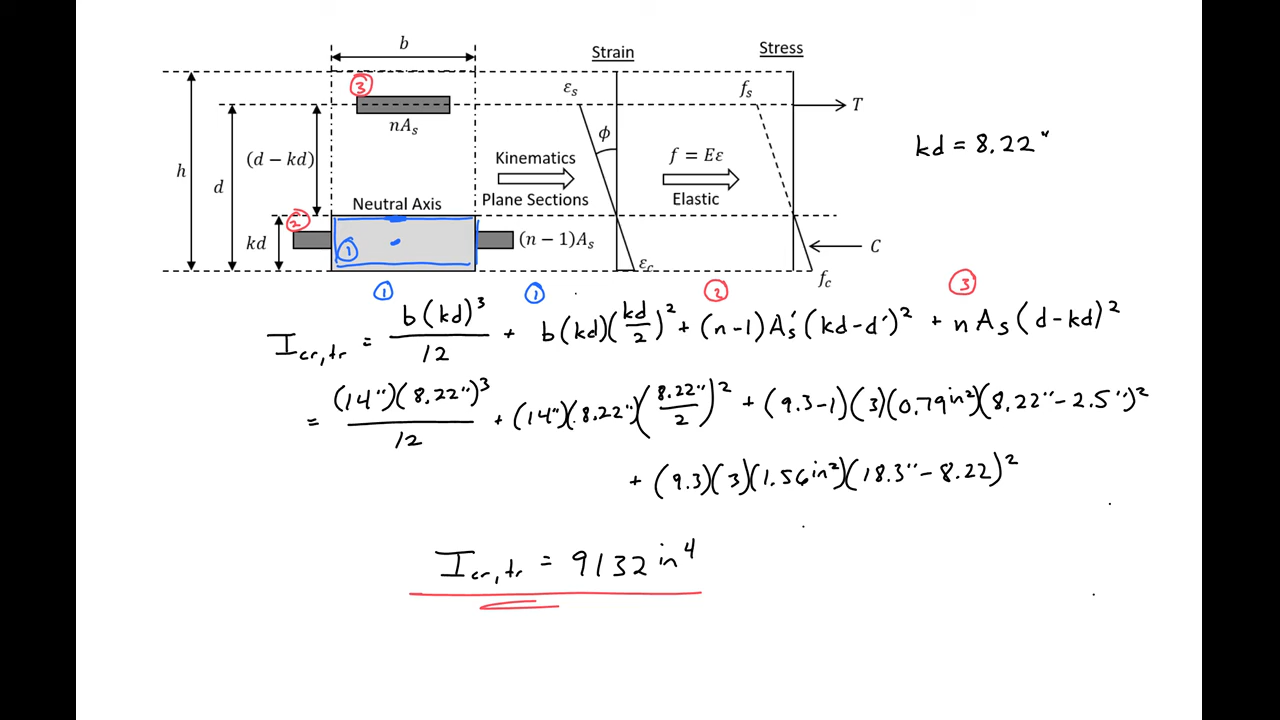 b
Strain
Stress
③
ε_s
f_s
T
nA_s
ϕ
(d − kd)
kd = 8.22"
h
d
Kinematics
f = Eε
Plane Sections
Elastic
Neutral Axis
②
kd
①
(n − 1)A_s
C
ε_c
f_c
① ① ② ③
I_cr,tr = b(kd)³/12 + b(kd)(kd/2)² + (n-1)A_s'(kd-d')² + nA_s(d-kd)²
= (14")(8.22")³/12 + (14")(8.22")(8.22"/2)² + (9.3-1)(3)(0.79in²)(8.22"-2.5")²
+ (9.3)(3)(1.56in²)(18.3"-8.22)²
I_cr,tr = 9132in⁴